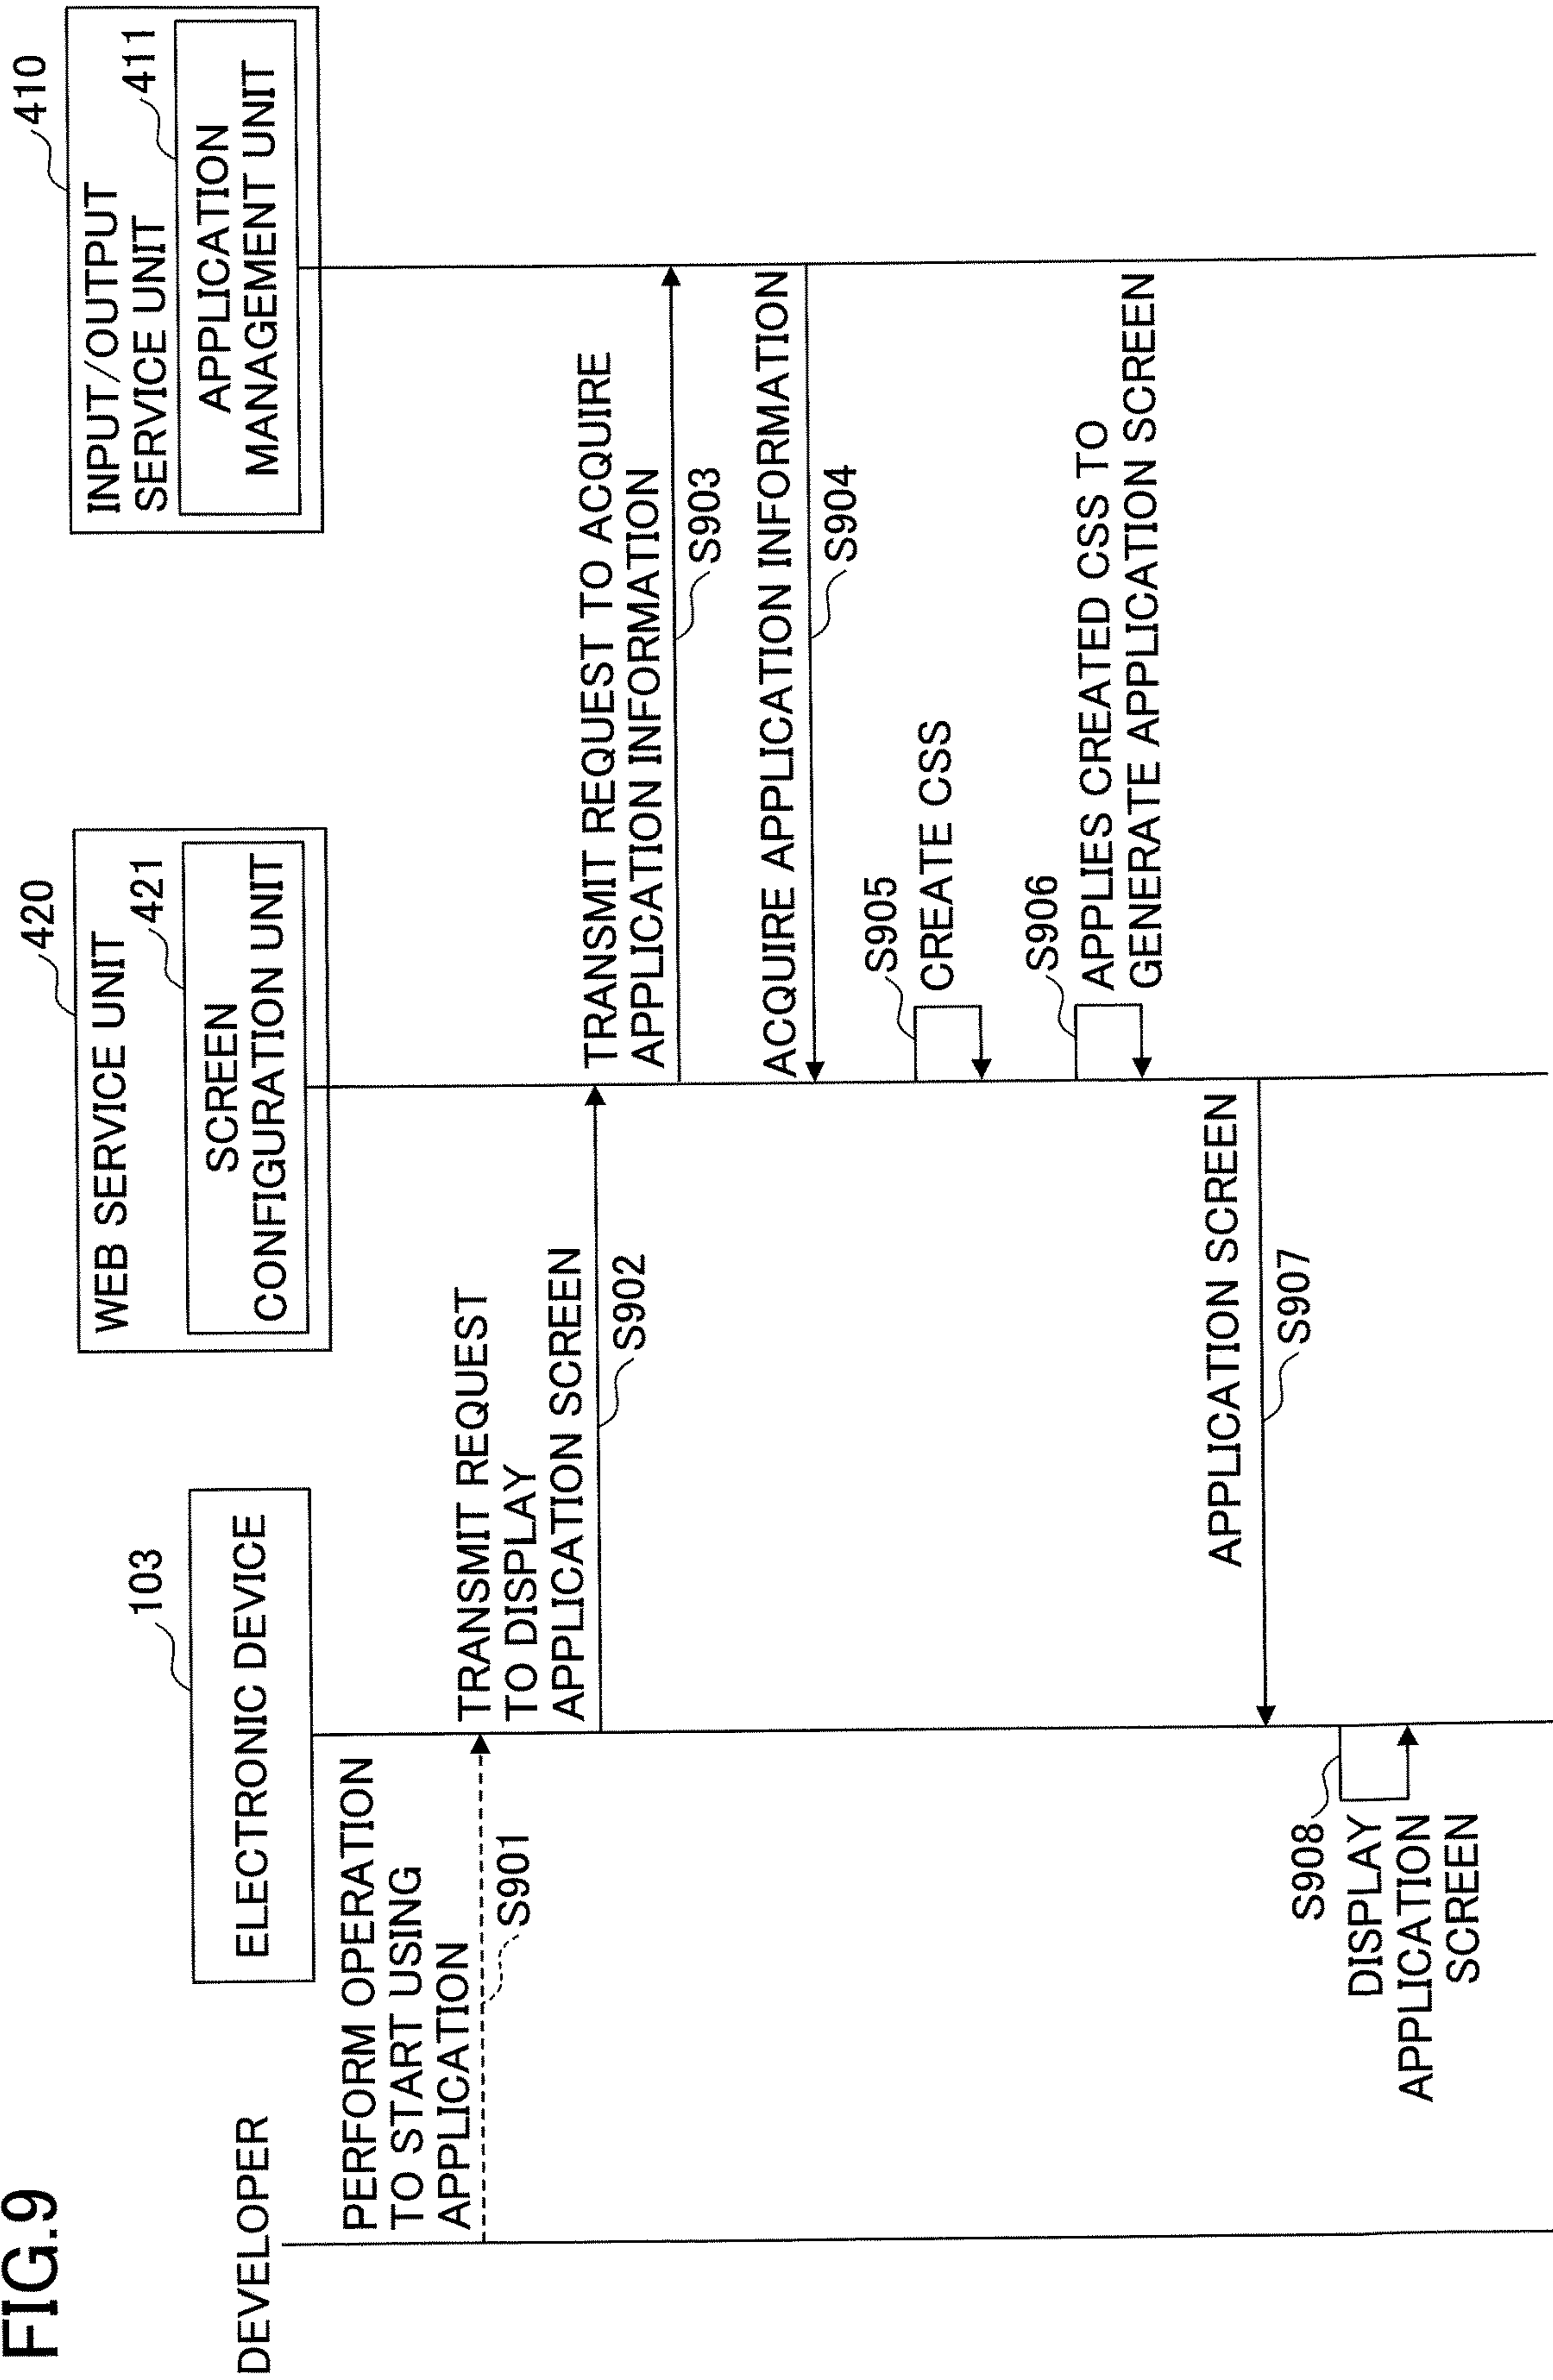 FIG.9
DEVELOPER
103
ELECTRONIC DEVICE
420
WEB SERVICE UNIT
421
SCREEN
CONFIGURATION UNIT
410
INPUT/OUTPUT
SERVICE UNIT
411
APPLICATION
MANAGEMENT UNIT
PERFORM OPERATION
TO START USING
APPLICATION
S901
TRANSMIT REQUEST
TO DISPLAY
APPLICATION SCREEN
S902
TRANSMIT REQUEST TO ACQUIRE
APPLICATION INFORMATION
S903
ACQUIRE APPLICATION INFORMATION
S904
S905
CREATE CSS
S906
APPLIES CREATED CSS TO
GENERATE APPLICATION SCREEN
APPLICATION SCREEN
S907
S908
DISPLAY
APPLICATION
SCREEN